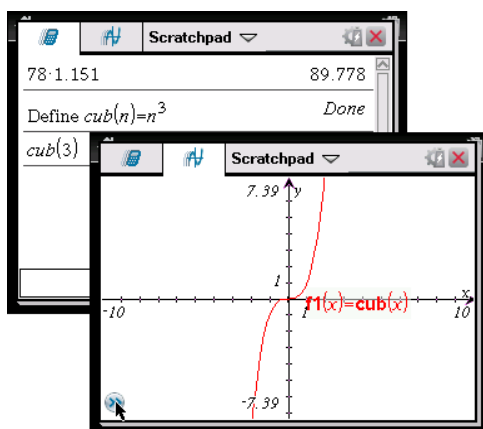 Scratchpad
78·1.151 89.778
Define cub(n)=n³ Done
cub(3)
Scratchpad
7.39 y
1
x
-10 1 10
f1(x)=cub(x)
-7.39